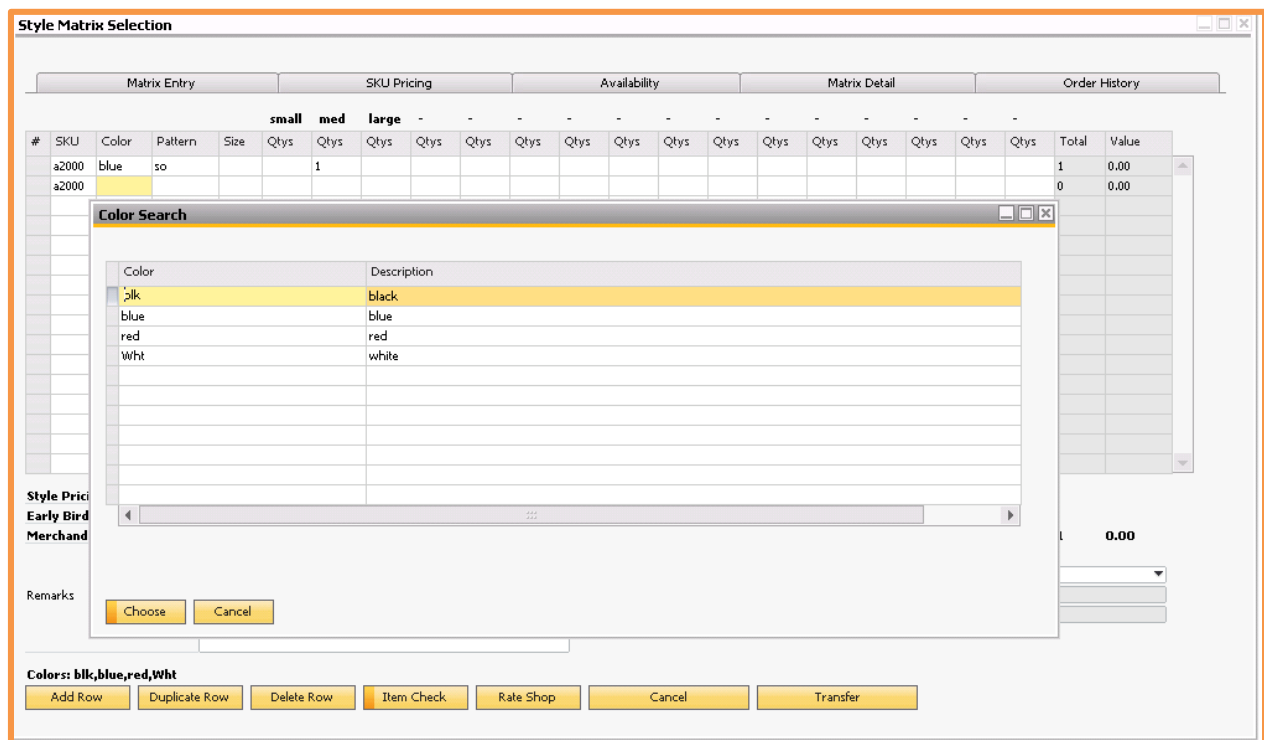 Style Matrix Selection
Matrix Entry SKU Pricing Availability Matrix Detail Order History
small med large - - - - - - - - - - - - -
# SKU Color Pattern Size Qtys Qtys Qtys Qtys Qtys Qtys Qtys Qtys Qtys Qtys Qtys Qtys Qtys Qtys Qtys Qtys Total Value
a2000 blue so 1 1 0.00
a2000 0 0.00
Color Search
Color Description
blk black
blue blue
red red
Wht white
Style Prici
Early Bird
Merchand 0.00
Remarks
Choose Cancel
Colors: blk,blue,red,Wht
Add Row Duplicate Row Delete Row Item Check Rate Shop Cancel Transfer